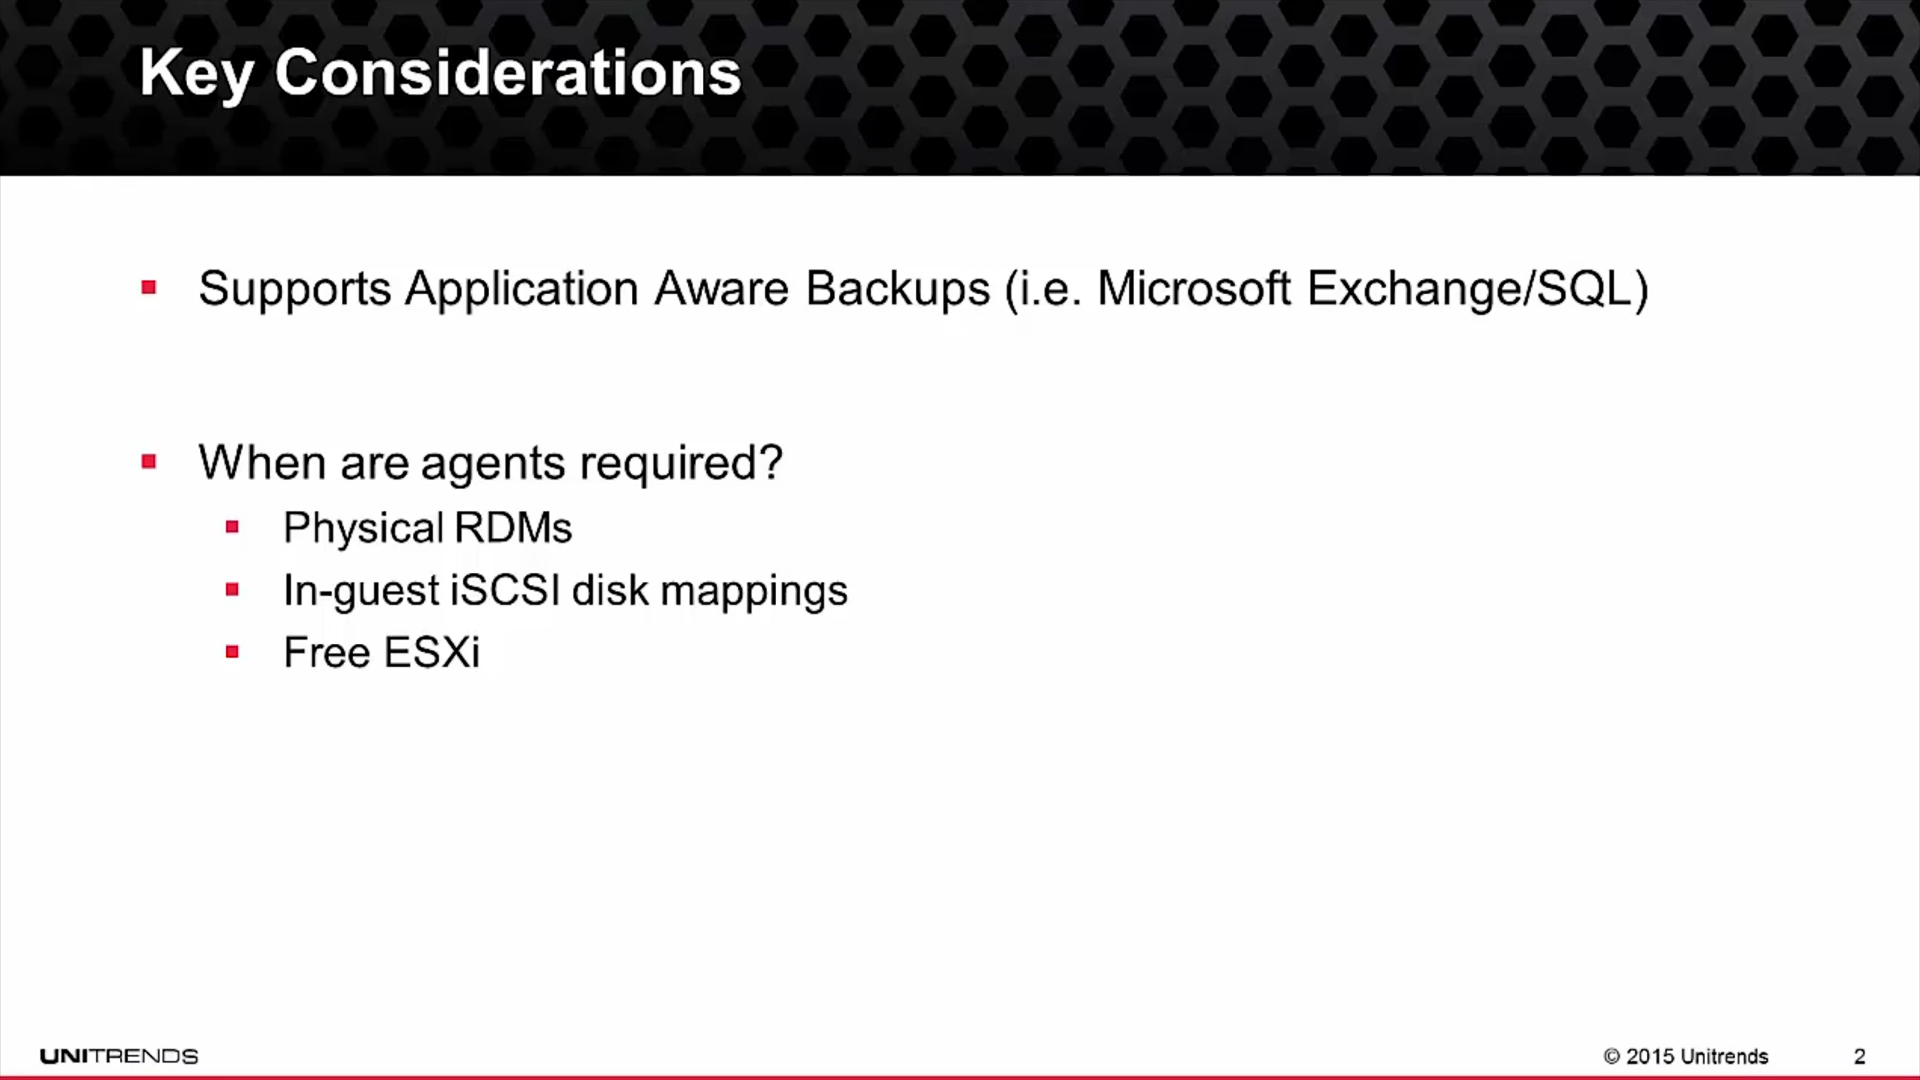 Key Considerations
Supports Application Aware Backups (i.e. Microsoft Exchange/SQL)
When are agents required?
Physical RDMs
In-guest iSCSI disk mappings
Free ESXi
UNITRENDS
© 2015 Unitrends
2